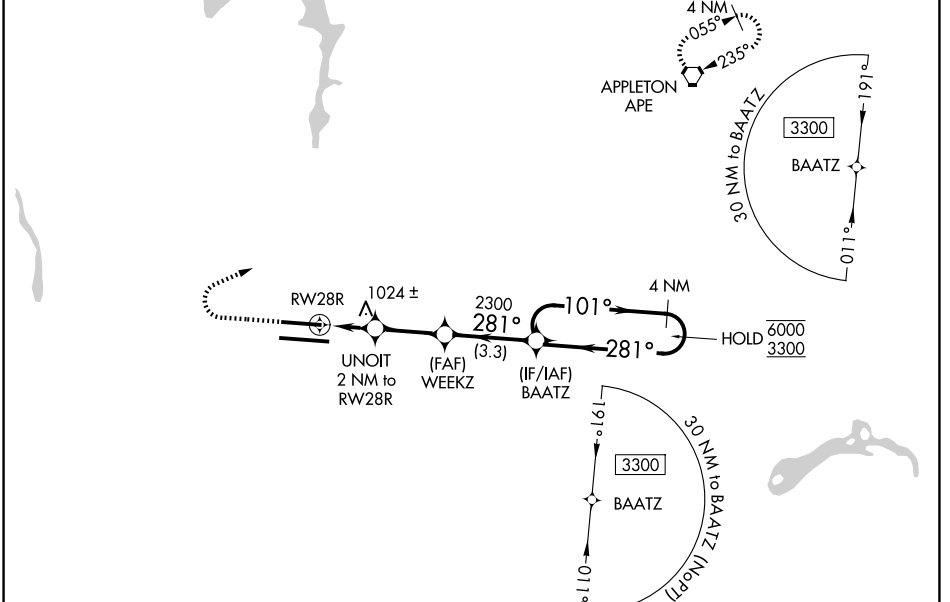 4 NM
055°
235°
APPLETON
APE
30 NM to BAATZ
191°
3300
BAATZ
011°
RW28R
1024 ±
2300
281°
(3.3)
101°
4 NM
281°
HOLD 6000
3300
UNOIT
2 NM to
RW28R
(FAF)
WEEKZ
(IF/IAF)
BAATZ
191°
30 NM to BAATZ (NoPT)
3300
BAATZ
011°